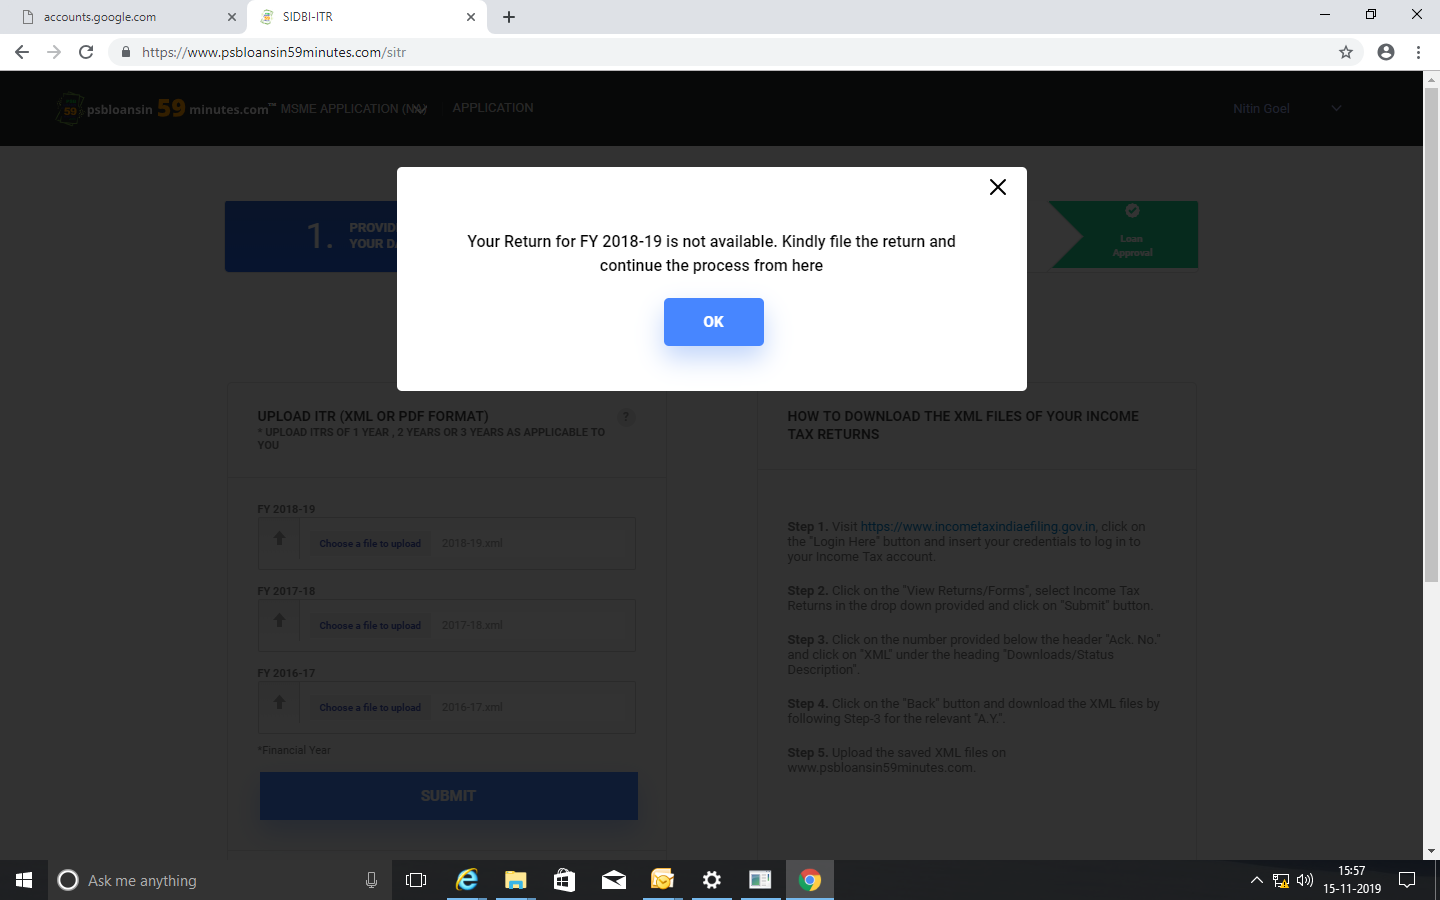 accounts.google.com
SIDBI-ITR
https://www.psbloansin59minutes.com/sitr
59 psbloansin 59 minutes.com™ MSME APPLICATION
APPLICATION
Nitin Goel
1. PROVID
YOUR DA
Loan
Approval
Your Return for FY 2018-19 is not available. Kindly file the return and
continue the process from here
OK
UPLOAD ITR (XML OR PDF FORMAT) ?
* UPLOAD ITRS OF 1 YEAR , 2 YEARS OR 3 YEARS AS APPLICABLE TO
YOU
FY 2018-19
Choose a file to upload 2018-19.xml
FY 2017-18
Choose a file to upload 2017-18.xml
FY 2016-17
Choose a file to upload 2016-17.xml
*Financial Year
SUBMIT
HOW TO DOWNLOAD THE XML FILES OF YOUR INCOME
TAX RETURNS
Step 1. Visit https://www.incometaxindiaefiling.gov.in, click on
the "Login Here" button and insert your credentials to log in to
your Income Tax account.
Step 2. Click on the "View Returns/Forms", select Income Tax
Returns in the drop down provided and click on "Submit" button.
Step 3. Click on the number provided below the header "Ack. No."
and click on "XML" under the heading "Downloads/Status
Description".
Step 4. Click on the "Back" button and download the XML files by
following Step-3 for the relevant "A.Y.".
Step 5. Upload the saved XML files on
www.psbloansin59minutes.com.
Ask me anything
15:57
15-11-2019